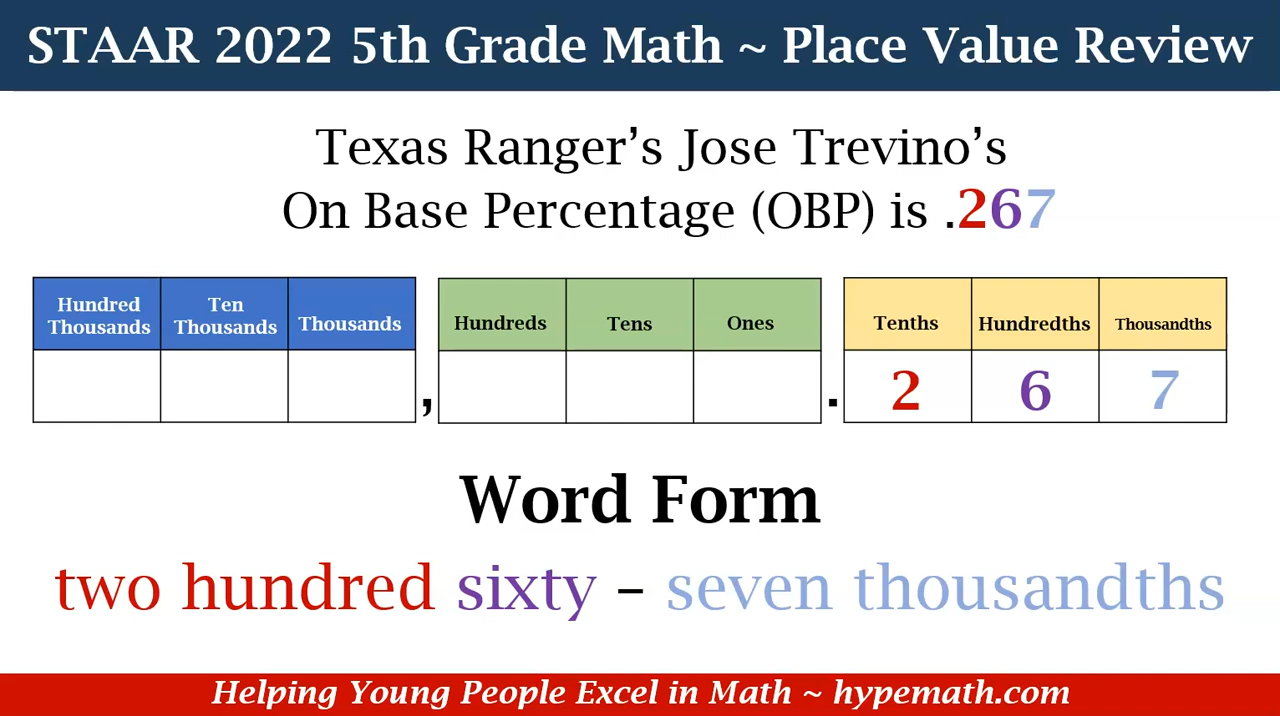 STAAR 2022 5th Grade Math ~ Place Value Review
Texas Ranger’s Jose Trevino’s
On Base Percentage (OBP) is .267
Hundred Thousands Ten Thousands Thousands Hundreds Tens Ones Tenths Hundredths Thousandths
, . 2 6 7
Word Form
two hundred sixty – seven thousandths
Helping Young People Excel in Math ~ hypemath.com